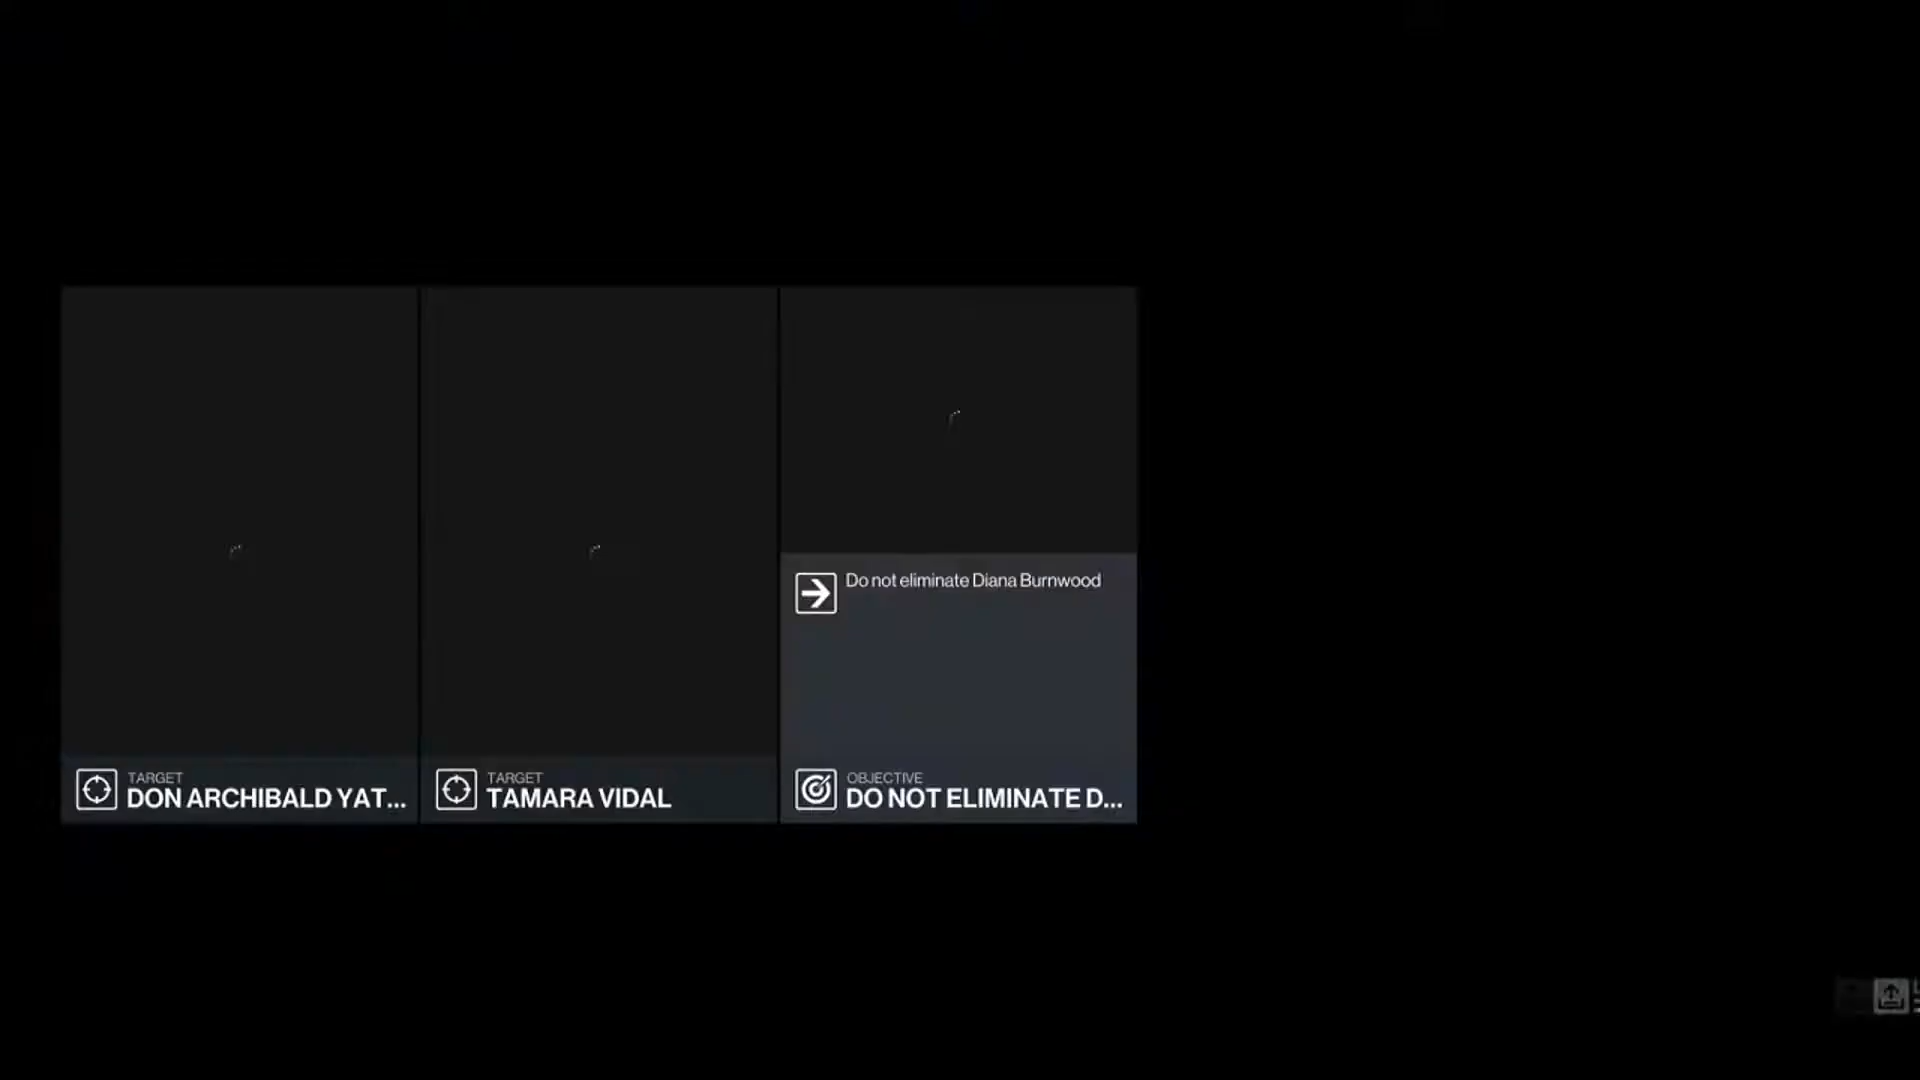 Do not eliminate Diana Burnwood
TARGET
DON ARCHIBALD YAT...
TARGET
TAMARA VIDAL
OBJECTIVE
DO NOT ELIMINATE D...